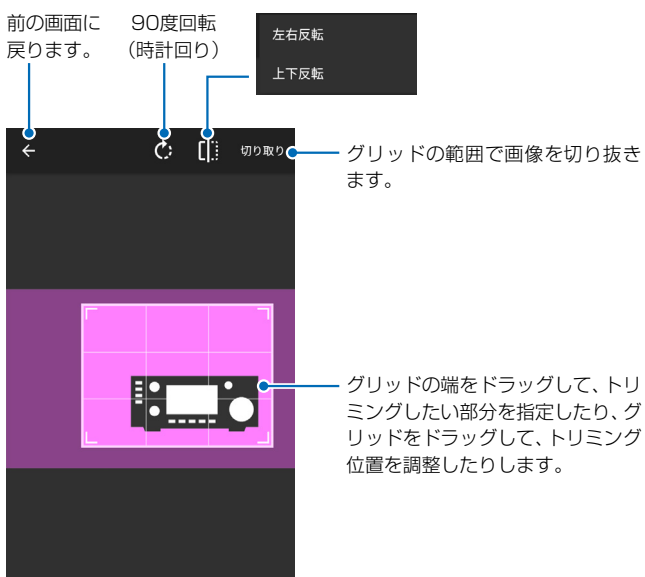 前の画面に
戻ります。
90度回転
（時計回り）
左右反転
上下反転
切り取り
グリッドの範囲で画像を切り抜き
ます。
グリッドの端をドラッグして、トリ
ミングしたい部分を指定したり、グ
リッドをドラッグして、トリミング
位置を調整したりします。